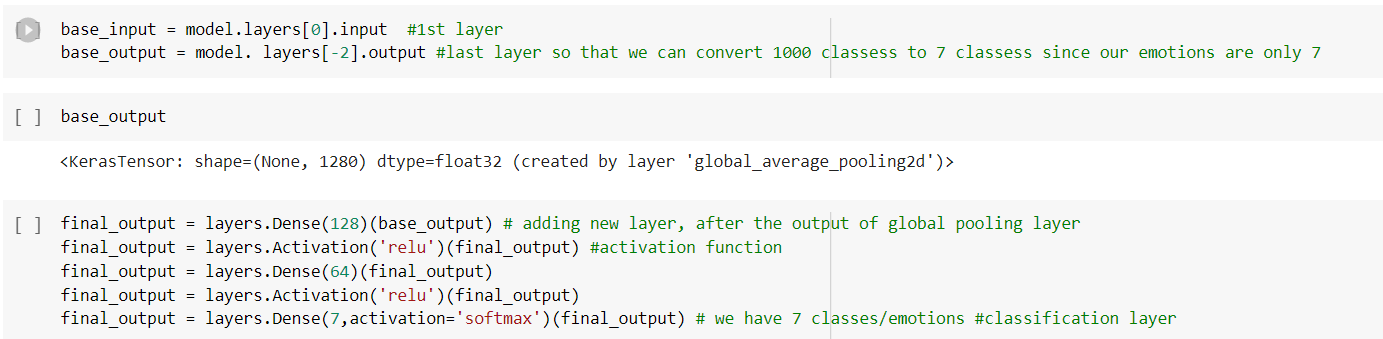 base_input = model.layers[0].input  #1st layer
base_output = model. layers[-2].output #last layer so that we can convert 1000 classess to 7 classess since our emotions are only 7
[ ] base_output
<KerasTensor: shape=(None, 1280) dtype=float32 (created by layer 'global_average_pooling2d')>
[ ] final_output = layers.Dense(128)(base_output) # adding new layer, after the output of global pooling layer
final_output = layers.Activation('relu')(final_output) #activation function
final_output = layers.Dense(64)(final_output)
final_output = layers.Activation('relu')(final_output)
final_output = layers.Dense(7,activation='softmax')(final_output) # we have 7 classes/emotions #classification layer